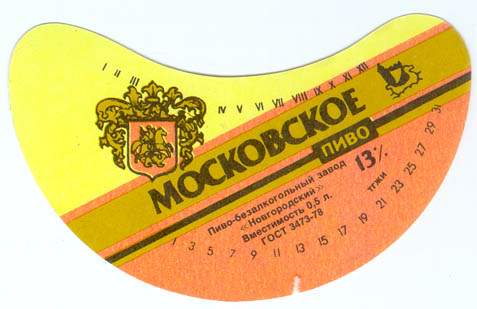 I II III IV V VI VII VIII IX X XI XII
МОСКОВСКОЕ
ПИВО
13%
Пиво-безалкогольный завод
«Новгородский»
Вместимость 0,5 л.
ГОСТ 3473-78
тгжи
1 3 5 7 9 11 13 15 17 19 21 23 25 27 29 31